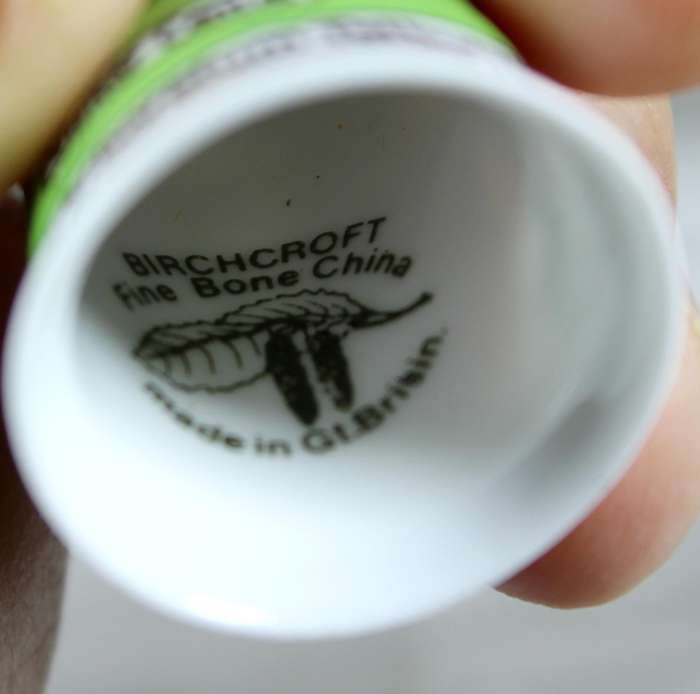 BIRCHCROFT
Fine Bone China
made in Gt.Britain.